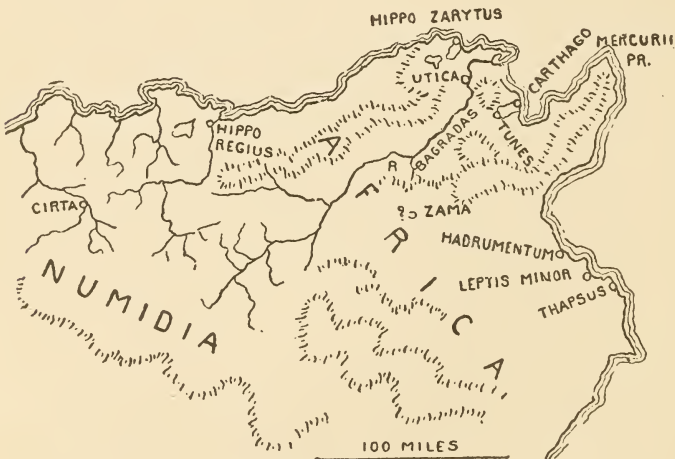 HIPPO ZARYTUS
CARTHAGO
MERCURII
PR.
UTICA
HIPPO
REGIUS
TUNES
R. BAGRADAS
CIRTA
? ZAMA
AFRICA
HADRUMENTUM
NUMIDIA
LEPTIS MINOR
THAPSUS
100 MILES